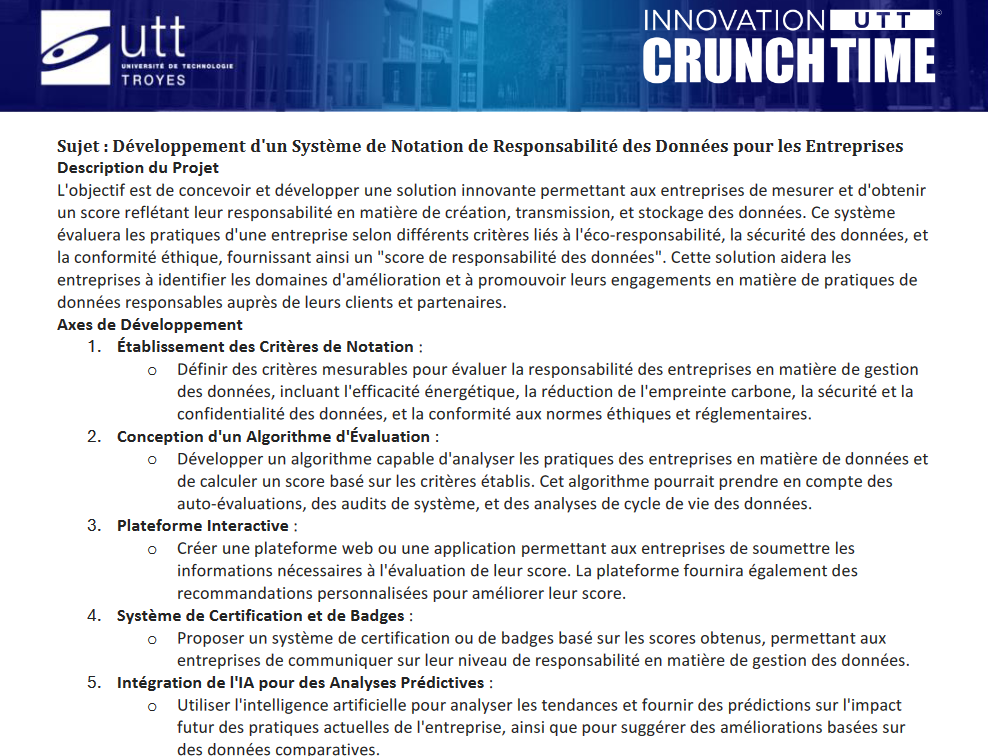 utt
UNIVERSITÉ DE TECHNOLOGIE
TROYES
INNOVATION UTT ©
CRUNCH TIME
Sujet : Développement d'un Système de Notation de Responsabilité des Données pour les Entreprises
Description du Projet
L'objectif est de concevoir et développer une solution innovante permettant aux entreprises de mesurer et d'obtenir
un score reflétant leur responsabilité en matière de création, transmission, et stockage des données. Ce système
évaluera les pratiques d'une entreprise selon différents critères liés à l'éco-responsabilité, la sécurité des données, et
la conformité éthique, fournissant ainsi un "score de responsabilité des données". Cette solution aidera les
entreprises à identifier les domaines d'amélioration et à promouvoir leurs engagements en matière de pratiques de
données responsables auprès de leurs clients et partenaires.
Axes de Développement
1. Établissement des Critères de Notation :
o Définir des critères mesurables pour évaluer la responsabilité des entreprises en matière de gestion
des données, incluant l'efficacité énergétique, la réduction de l'empreinte carbone, la sécurité et la
confidentialité des données, et la conformité aux normes éthiques et réglementaires.
2. Conception d'un Algorithme d'Évaluation :
o Développer un algorithme capable d'analyser les pratiques des entreprises en matière de données et
de calculer un score basé sur les critères établis. Cet algorithme pourrait prendre en compte des
auto-évaluations, des audits de système, et des analyses de cycle de vie des données.
3. Plateforme Interactive :
o Créer une plateforme web ou une application permettant aux entreprises de soumettre les
informations nécessaires à l'évaluation de leur score. La plateforme fournira également des
recommandations personnalisées pour améliorer leur score.
4. Système de Certification et de Badges :
o Proposer un système de certification ou de badges basé sur les scores obtenus, permettant aux
entreprises de communiquer sur leur niveau de responsabilité en matière de gestion des données.
5. Intégration de l'IA pour des Analyses Prédictives :
o Utiliser l'intelligence artificielle pour analyser les tendances et fournir des prédictions sur l'impact
futur des pratiques actuelles de l'entreprise, ainsi que pour suggérer des améliorations basées sur
des données comparatives.